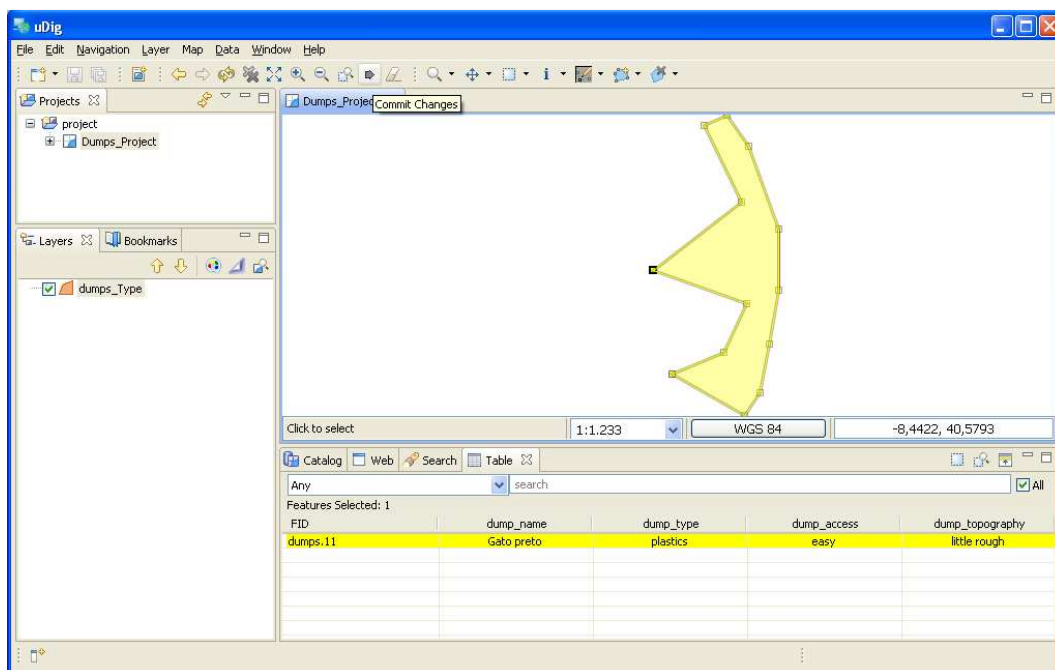 uDig
File Edit Navigation Layer Map Data Window Help
Projects
project
Dumps_Project
Layers Bookmarks
dumps_Type
Commit Changes
Click to select 1:1.233 WGS 84 -8,4422, 40,5793
Catalog Web Search Table
Any search All
Features Selected: 1
FID dump_name dump_type dump_access dump_topography
dumps.11 Gato preto plastics easy little rough